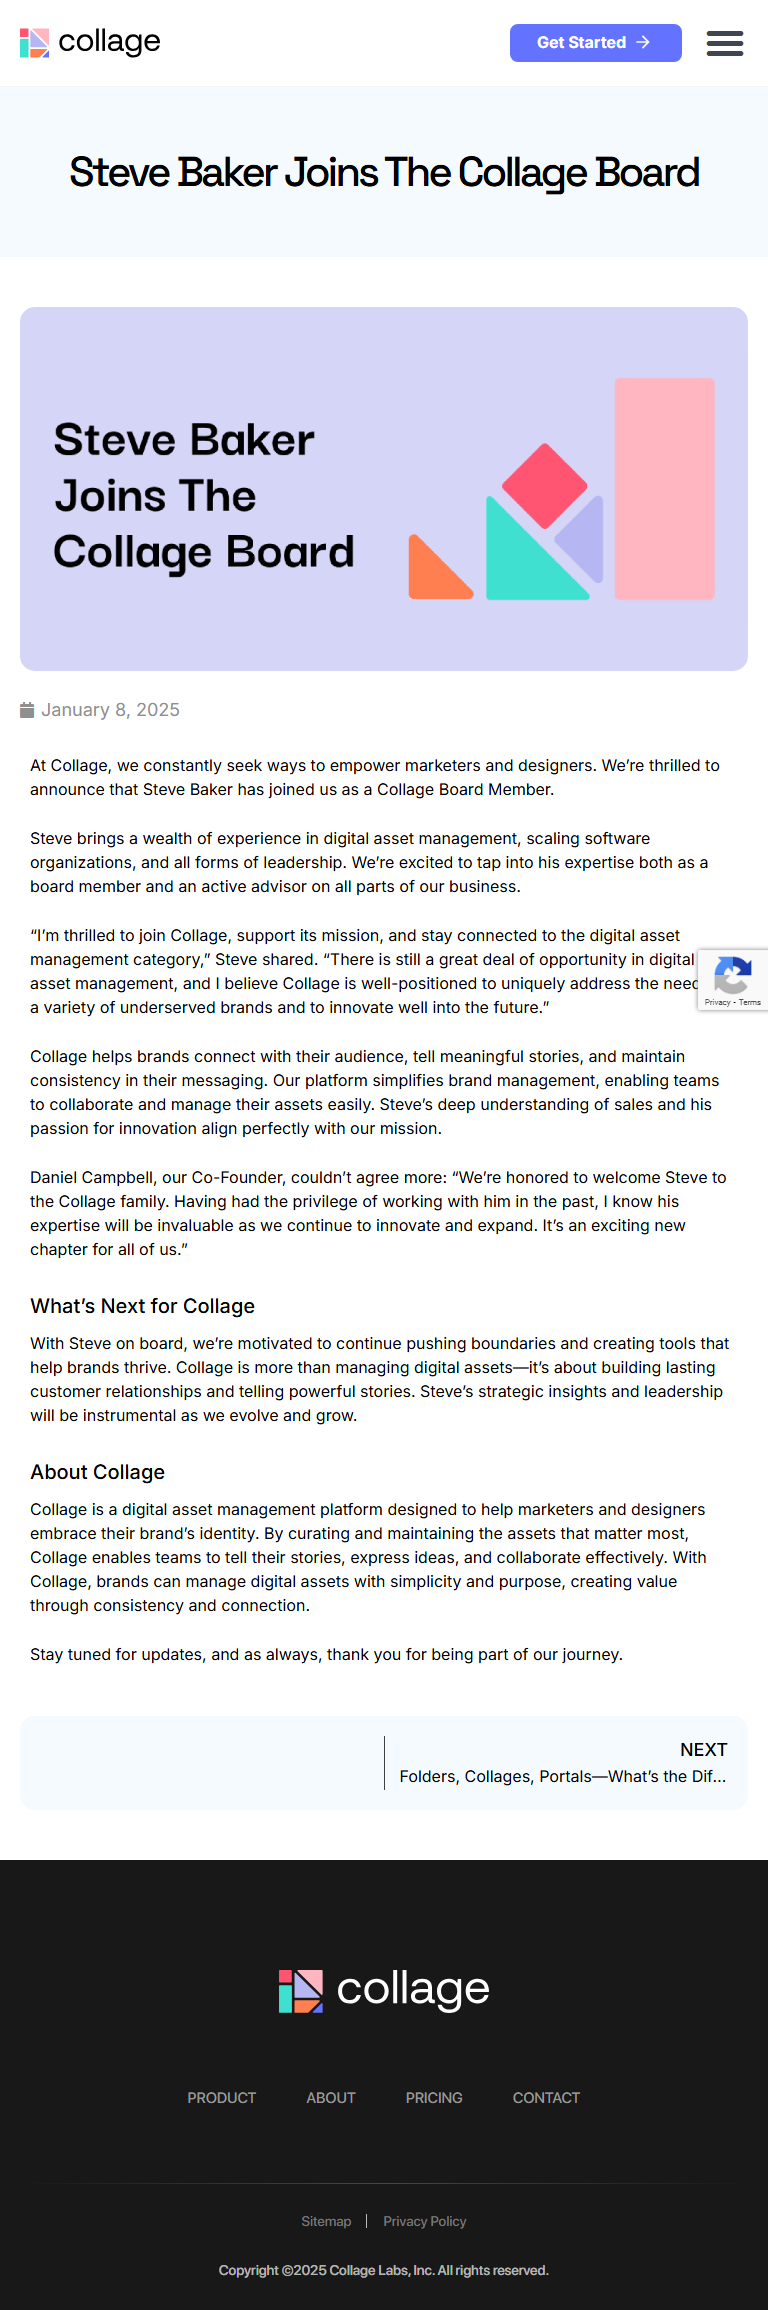 collage
Get Started →
Steve Baker Joins The Collage Board
Steve Baker
Joins The
Collage Board
January 8, 2025
At Collage, we constantly seek ways to empower marketers and designers. We’re thrilled to
announce that Steve Baker has joined us as a Collage Board Member.
Steve brings a wealth of experience in digital asset management, scaling software
organizations, and all forms of leadership. We’re excited to tap into his expertise both as a
board member and an active advisor on all parts of our business.
“I’m thrilled to join Collage, support its mission, and stay connected to the digital asset
management category,” Steve shared. “There is still a great deal of opportunity in digital
asset management, and I believe Collage is well-positioned to uniquely address the
a variety of underserved brands and to innovate well into the future.”
Privacy - Terms
Collage helps brands connect with their audience, tell meaningful stories, and maintain
consistency in their messaging. Our platform simplifies brand management, enabling teams
to collaborate and manage their assets easily. Steve’s deep understanding of sales and his
passion for innovation align perfectly with our mission.
Daniel Campbell, our Co-Founder, couldn’t agree more: “We’re honored to welcome Steve to
the Collage family. Having had the privilege of working with him in the past, I know his
expertise will be invaluable as we continue to innovate and expand. It’s an exciting new
chapter for all of us.”
What’s Next for Collage
With Steve on board, we’re motivated to continue pushing boundaries and creating tools that
help brands thrive. Collage is more than managing digital assets—it’s about building lasting
customer relationships and telling powerful stories. Steve’s strategic insights and leadership
will be instrumental as we evolve and grow.
About Collage
Collage is a digital asset management platform designed to help marketers and designers
embrace their brand’s identity. By curating and maintaining the assets that matter most,
Collage enables teams to tell their stories, express ideas, and collaborate effectively. With
Collage, brands can manage digital assets with simplicity and purpose, creating value
through consistency and connection.
Stay tuned for updates, and as always, thank you for being part of our journey.
NEXT
Folders, Collages, Portals—What’s the Dif...
collage
PRODUCT ABOUT PRICING CONTACT
Sitemap | Privacy Policy
Copyright ©2025 Collage Labs, Inc. All rights reserved.